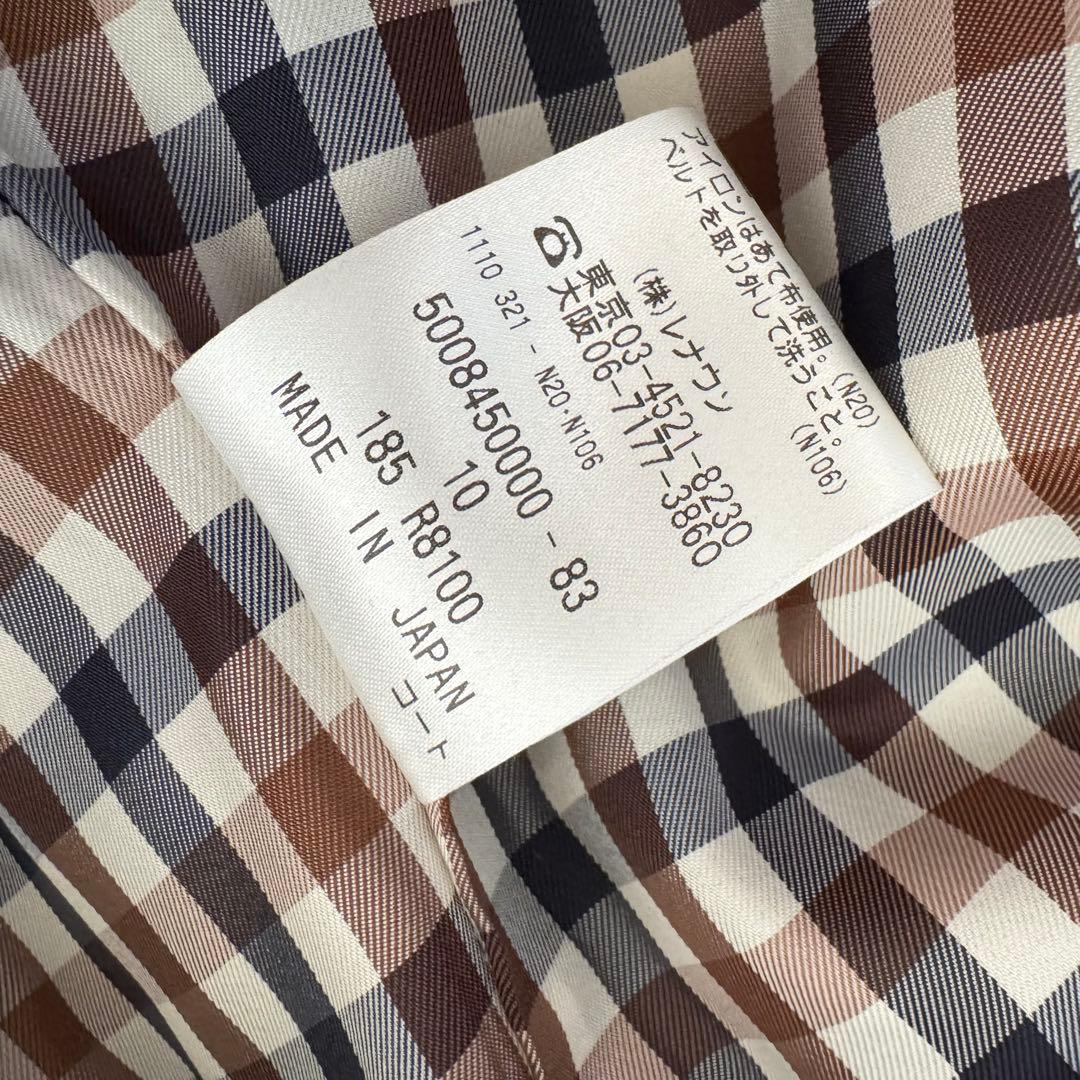 アイロンはあて布使用。(N20)
ベルトを取り外して洗うこと。(N106)
(株)レナウン
東京03-4521-8230
大阪06-7177-3860
1110 321 - N20・N106
5008450000 - 83
10
185 R8100
MADE IN JAPAN
コート